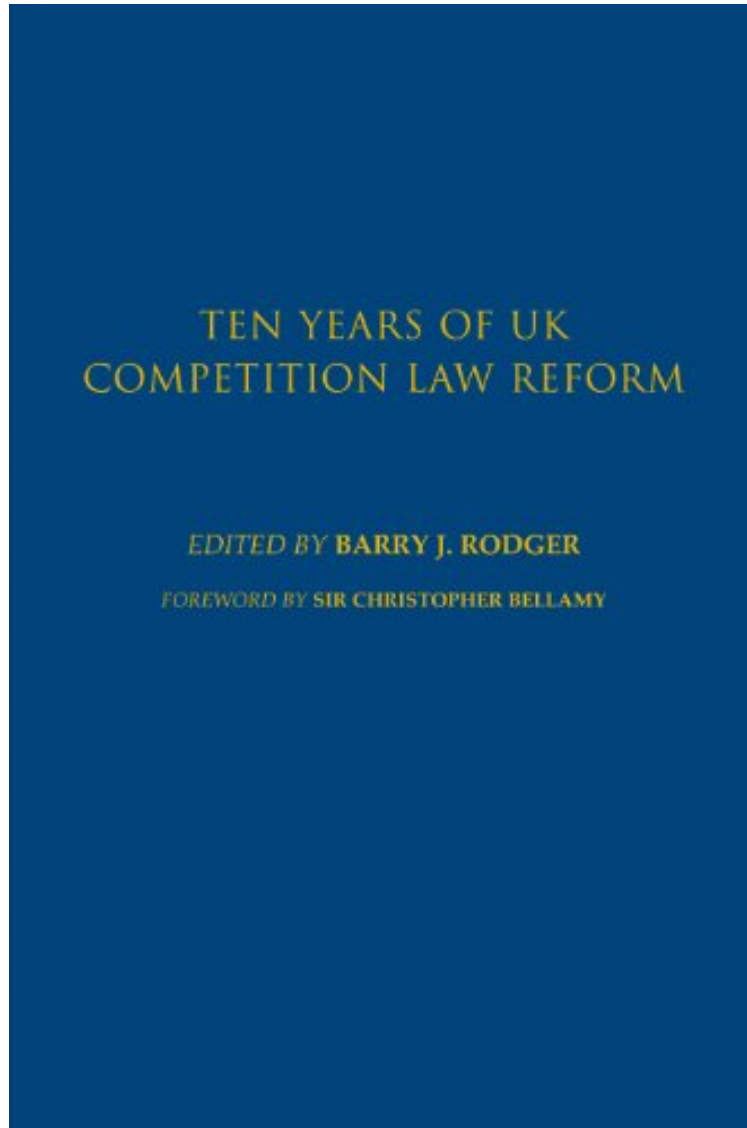 TEN YEARS OF UK
COMPETITION LAW REFORM
EDITED BY BARRY J. RODGER
FOREWORD BY SIR CHRISTOPHER BELLAMY